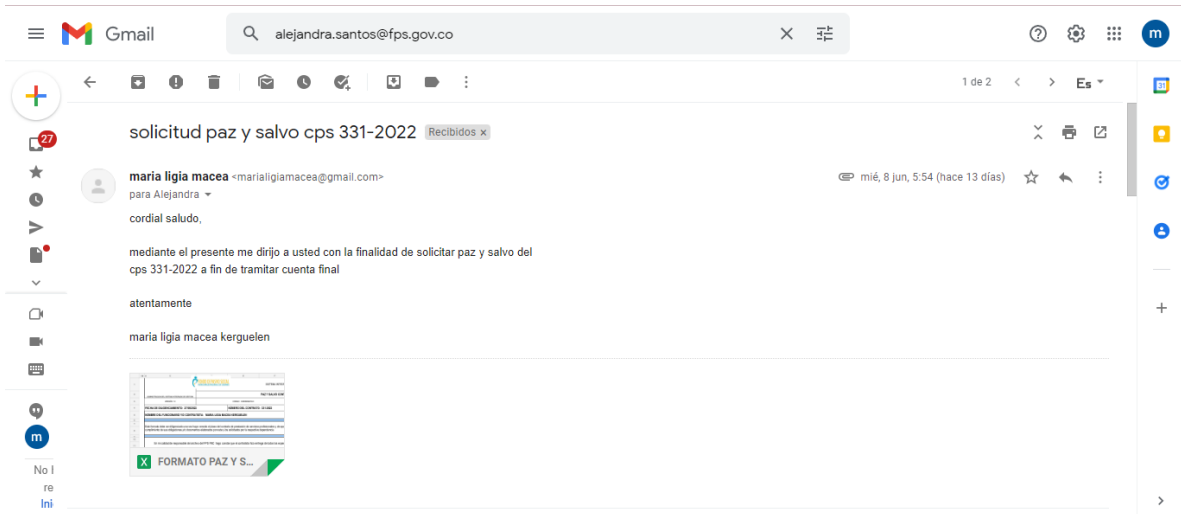 Gmail
alejandra.santos@fps.gov.co
m
1 de 2
Es
31
27
solicitud paz y salvo cps 331-2022 Recibidos x
maria ligia macea <marialigiamacea@gmail.com>
mié, 8 jun, 5:54 (hace 13 días)
para Alejandra
cordial saludo,
mediante el presente me dirijo a usted con la finalidad de solicitar paz y salvo del
cps 331-2022 a fin de tramitar cuenta final
atentamente
maria ligia macea kerguelen
X FORMATO PAZ Y S...
m
No
re
Ini